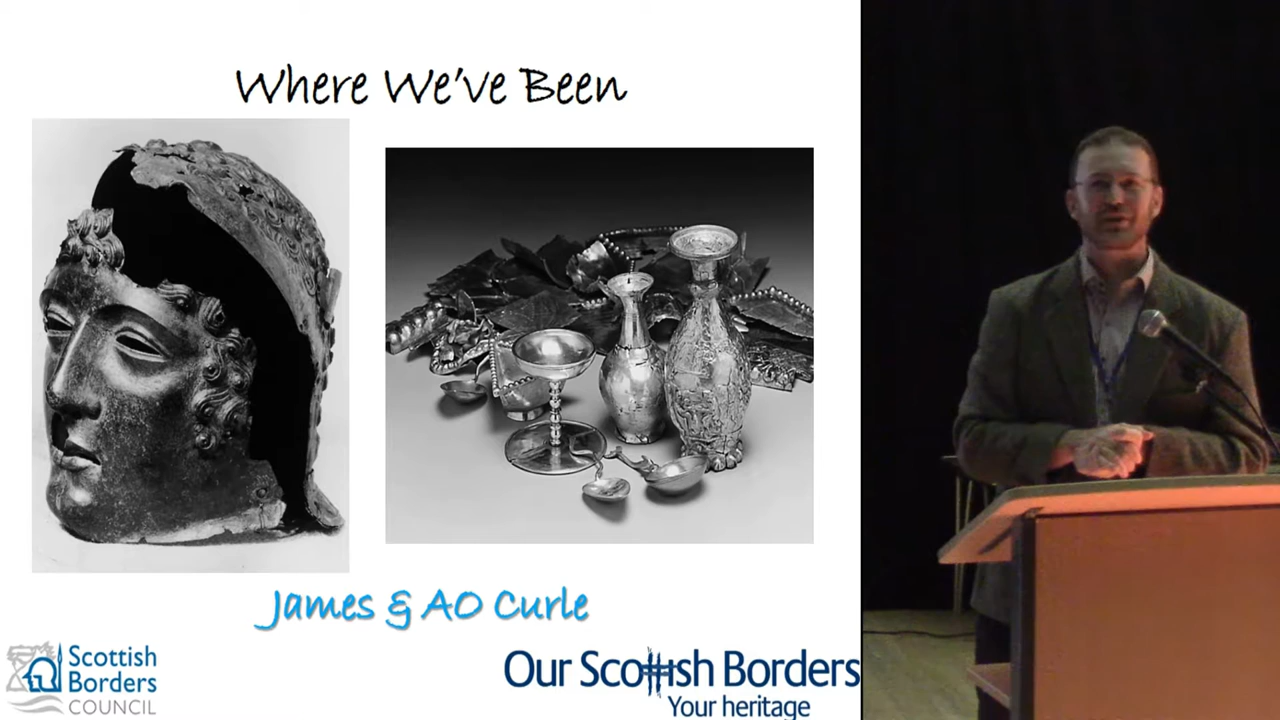 Where We've Been
James & AO Curle
Scottish
Borders
COUNCIL
Our Scottish Borders
Your heritage